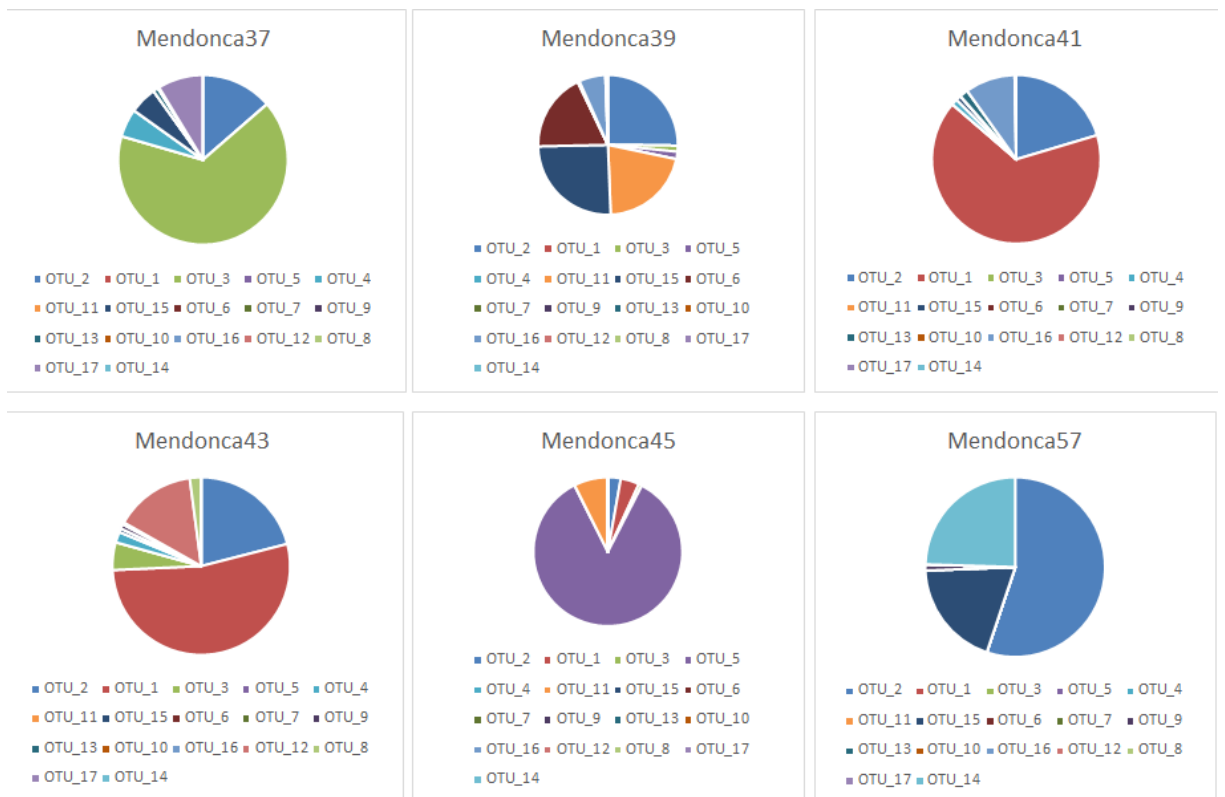 Mendonca37
OTU_2 OTU_1 OTU_3 OTU_5 OTU_4
OTU_11 OTU_15 OTU_6 OTU_7 OTU_9
OTU_13 OTU_10 OTU_16 OTU_12 OTU_8
OTU_17 OTU_14
Mendonca39
OTU_2 OTU_1 OTU_3 OTU_5
OTU_4 OTU_11 OTU_15 OTU_6
OTU_7 OTU_9 OTU_13 OTU_10
OTU_16 OTU_12 OTU_8 OTU_17
OTU_14
Mendonca41
OTU_2 OTU_1 OTU_3 OTU_5 OTU_4
OTU_11 OTU_15 OTU_6 OTU_7 OTU_9
OTU_13 OTU_10 OTU_16 OTU_12 OTU_8
OTU_17 OTU_14
Mendonca43
OTU_2 OTU_1 OTU_3 OTU_5 OTU_4
OTU_11 OTU_15 OTU_6 OTU_7 OTU_9
OTU_13 OTU_10 OTU_16 OTU_12 OTU_8
OTU_17 OTU_14
Mendonca45
OTU_2 OTU_1 OTU_3 OTU_5
OTU_4 OTU_11 OTU_15 OTU_6
OTU_7 OTU_9 OTU_13 OTU_10
OTU_16 OTU_12 OTU_8 OTU_17
OTU_14
Mendonca57
OTU_2 OTU_1 OTU_3 OTU_5 OTU_4
OTU_11 OTU_15 OTU_6 OTU_7 OTU_9
OTU_13 OTU_10 OTU_16 OTU_12 OTU_8
OTU_17 OTU_14